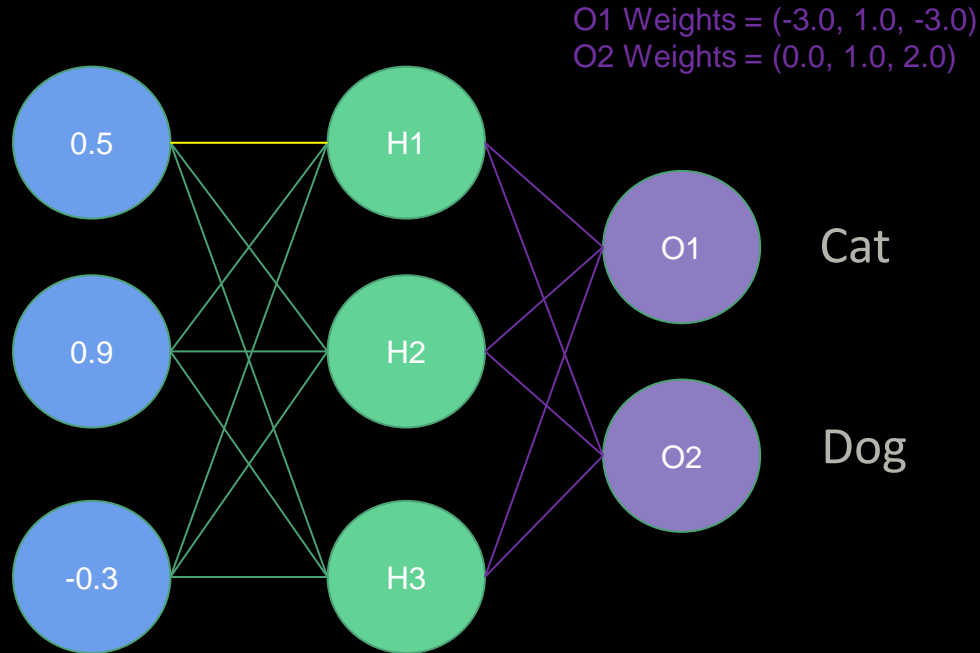 O1 Weights = (-3.0, 1.0, -3.0)
O2 Weights = (0.0, 1.0, 2.0)
0.5
H1
O1
Cat
0.9
H2
O2
Dog
-0.3
H3